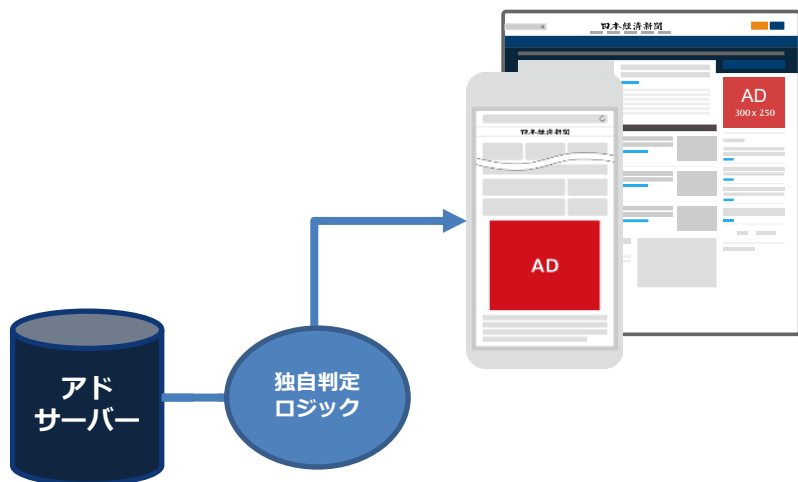 日本経済新聞
AD
300 x 250
日本経済新聞
AD
独自判定
ロジック
アド
サーバー